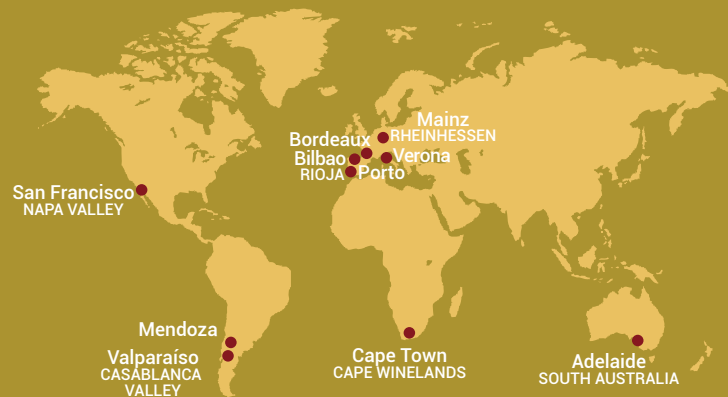 Mainz
RHEINHESSEN
Bordeaux
Bilbao
RIOJA
Verona
Porto
San Francisco
NAPA VALLEY
Mendoza
Valparaíso
CASABLANCA
VALLEY
Cape Town
CAPE WINELANDS
Adelaide
SOUTH AUSTRALIA